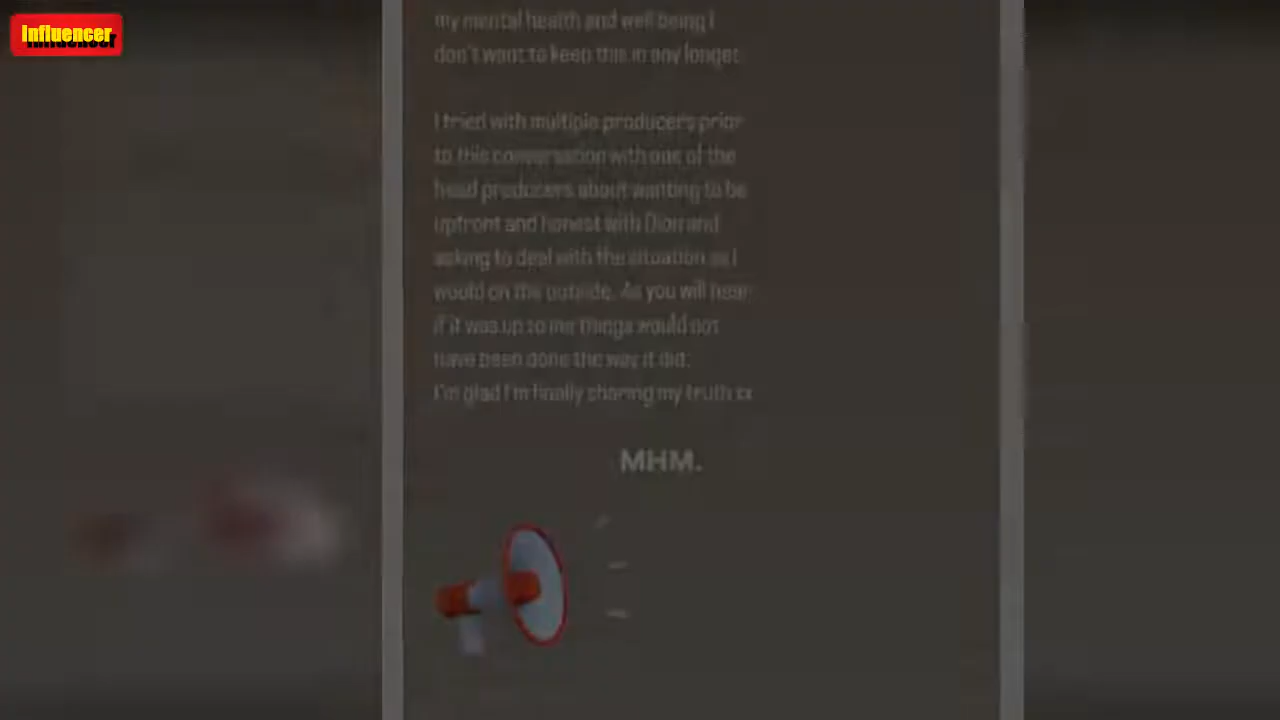 Influencer
my mental health and well being I
don't want to keep this in any longer
I tried with multiple producers prior
to this conversation with one of the
head producers about wanting to be
upfront and honest with Dion and
asking to deal with the situation as I
would on the outside. As you will hear
if it was up to me things would not
have been done the way it did.
I'm glad I'm finally sharing my truth xx
MHM.